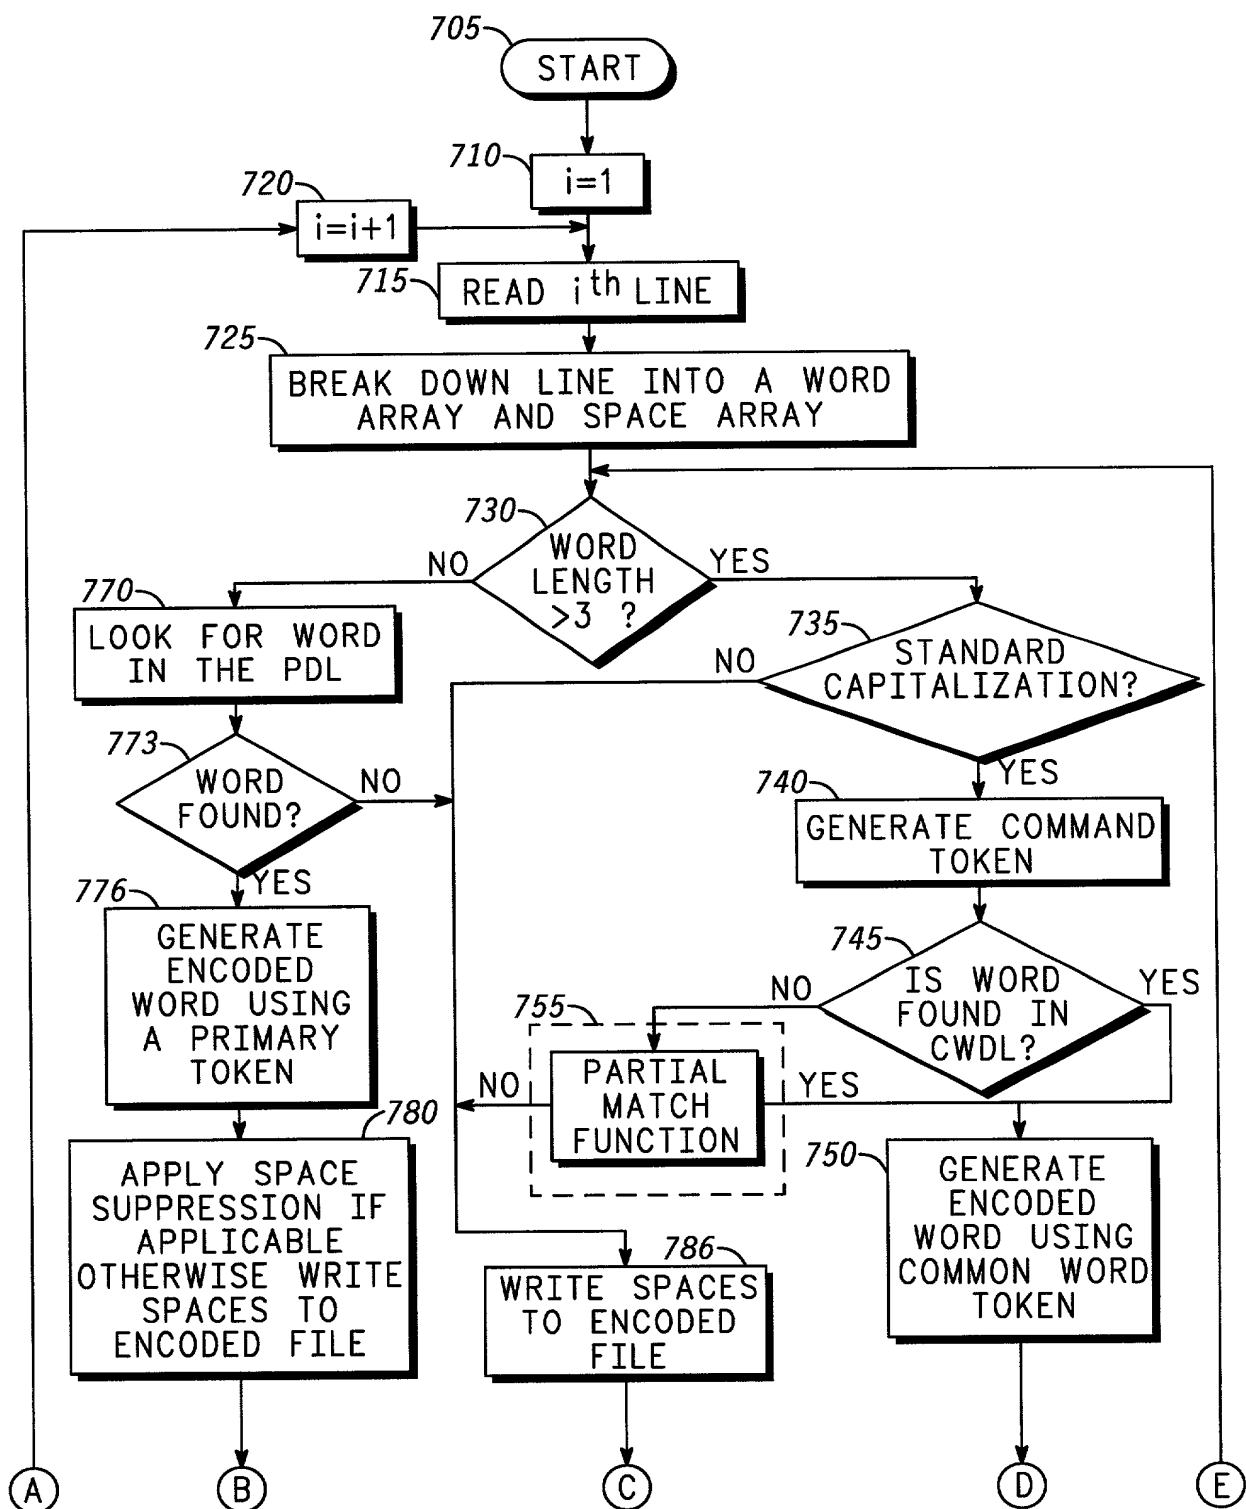 705
START
710
i=1
720
i=i+1
715
READ ith LINE
725
BREAK DOWN LINE INTO A WORD
ARRAY AND SPACE ARRAY
730
WORD
LENGTH
>3 ?
NO
YES
770
LOOK FOR WORD
IN THE PDL
735
STANDARD
CAPITALIZATION?
NO
YES
773
WORD
FOUND?
NO
YES
740
GENERATE COMMAND
TOKEN
776
GENERATE
ENCODED
WORD USING
A PRIMARY
TOKEN
745
IS WORD
FOUND IN
CWDL?
NO
YES
755
PARTIAL
MATCH
FUNCTION
NO
YES
780
APPLY SPACE
SUPPRESSION IF
APPLICABLE
OTHERWISE WRITE
SPACES TO
ENCODED FILE
750
GENERATE
ENCODED
WORD USING
COMMON WORD
TOKEN
786
WRITE SPACES
TO ENCODED
FILE
A
B
C
D
E